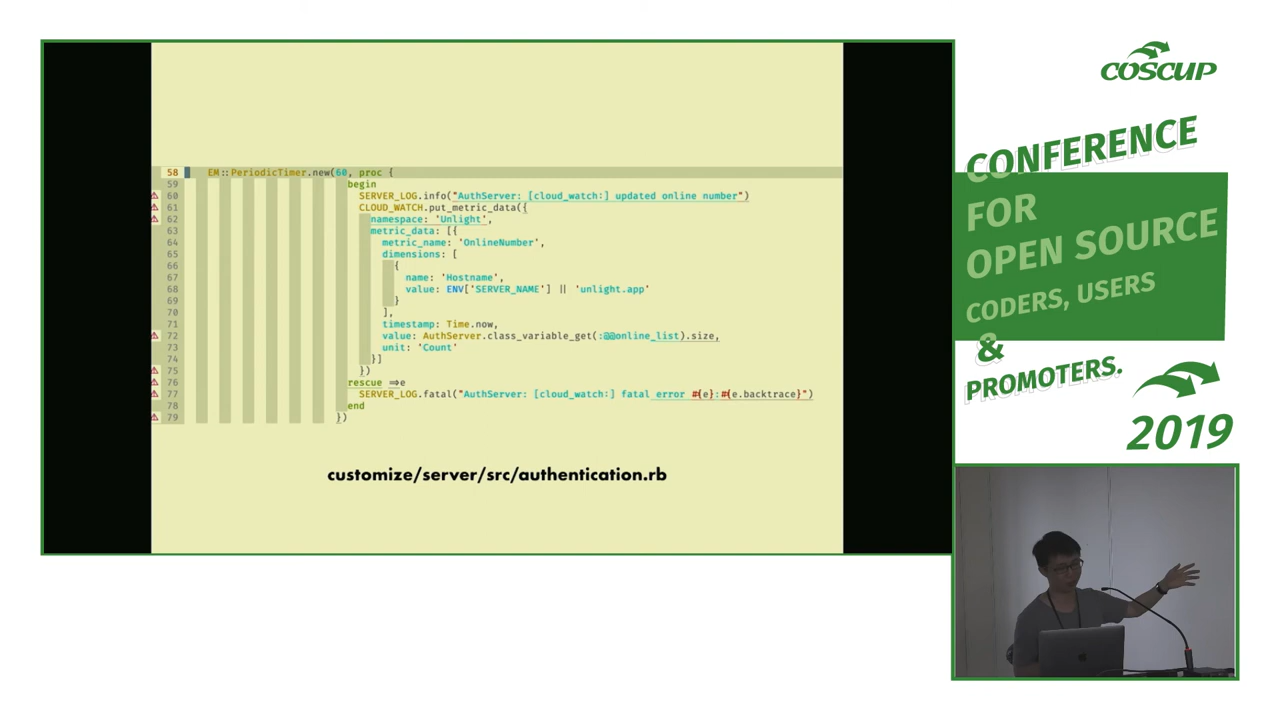 COSCUP
CONFERENCE
FOR
OPEN SOURCE
CODERS, USERS
&
PROMOTERS.
2019
58 EM::PeriodicTimer.new(60, proc {
59 begin
60 SERVER_LOG.info("AuthServer: [cloud_watch:] updated online number")
61 CLOUD_WATCH.put_metric_data({
62 namespace: 'Unlight',
63 metric_data: [{
64 metric_name: 'OnlineNumber',
65 dimensions: [
66 {
67 name: 'Hostname',
68 value: ENV['SERVER_NAME'] || 'unlight.app'
69 }
70 ],
71 timestamp: Time.now,
72 value: AuthServer.class_variable_get(:@@online_list).size,
73 unit: 'Count'
74 }]
75 })
76 rescue => e
77 SERVER_LOG.fatal("AuthServer: [cloud_watch:] fatal error #{e}:#{e.backtrace}")
78 end
79 })
customize/server/src/authentication.rb